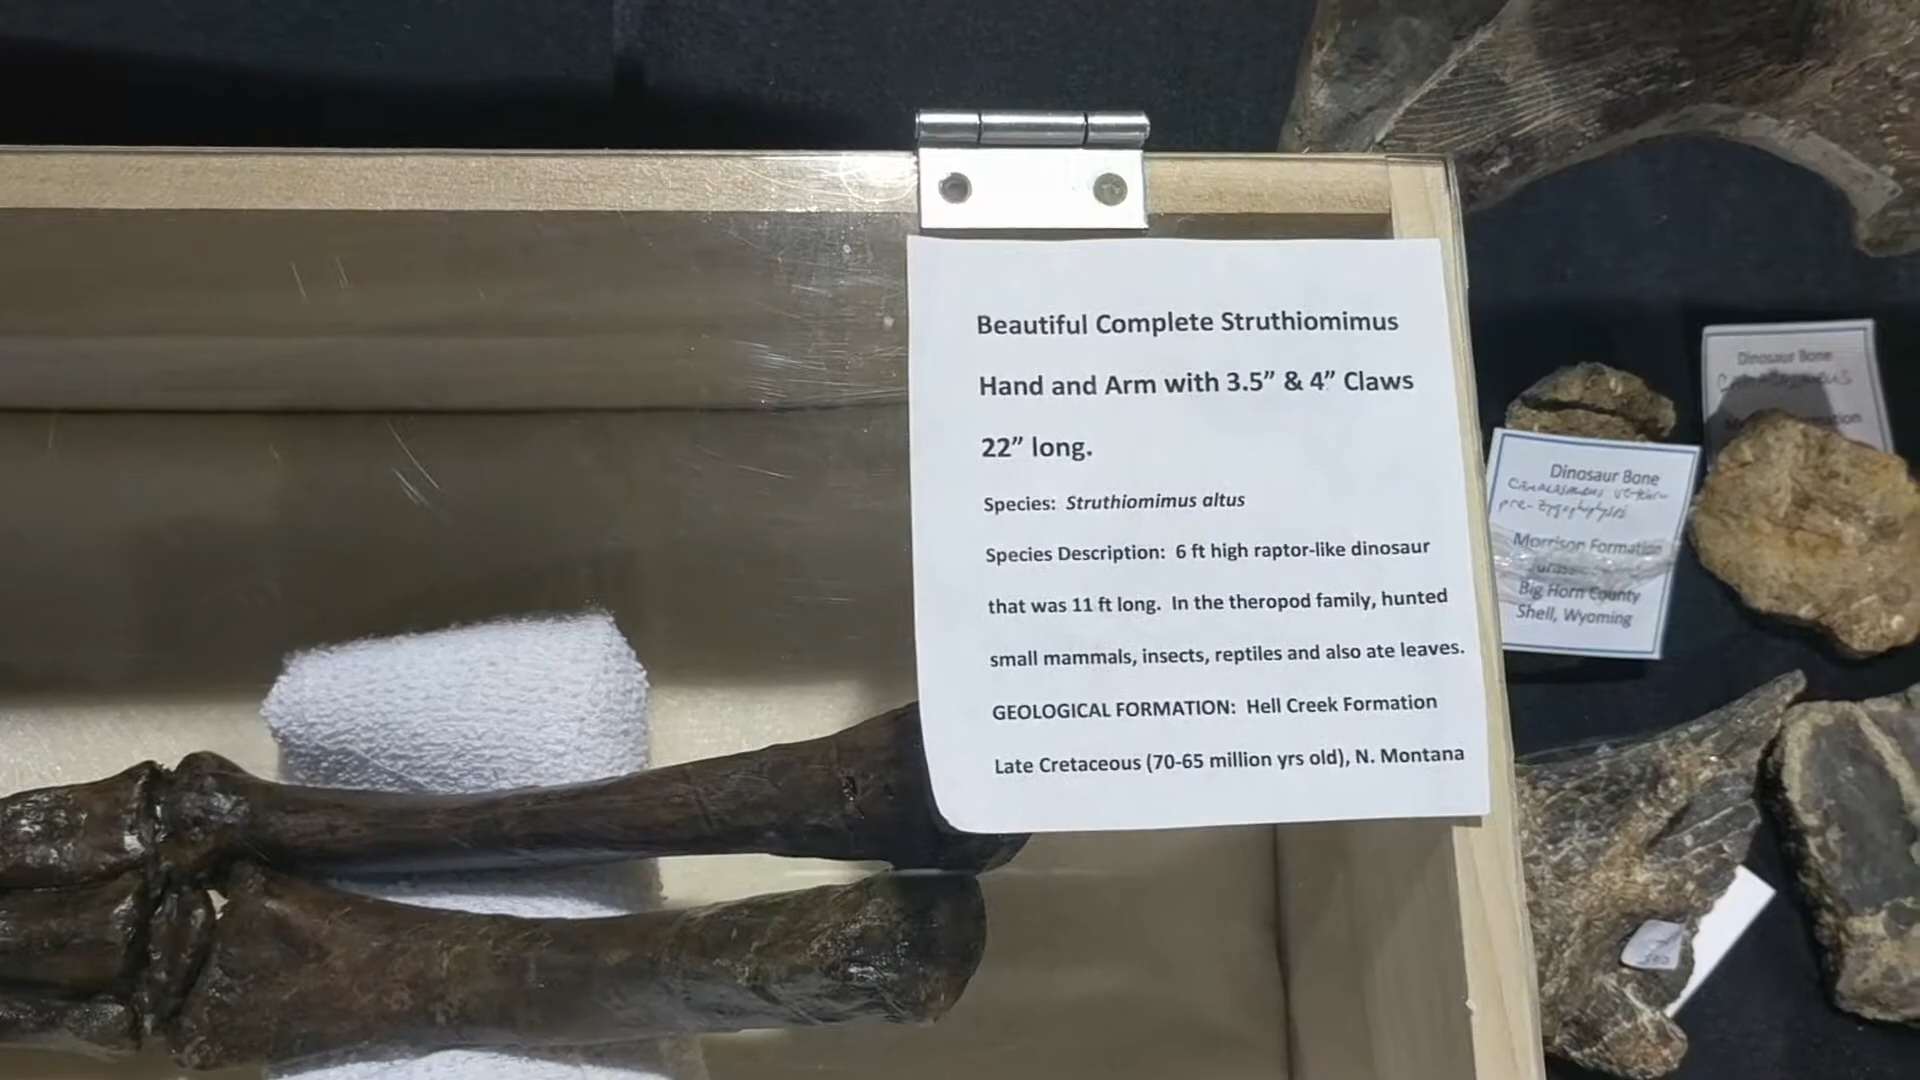 Beautiful Complete Struthiomimus
Hand and Arm with 3.5” & 4” Claws
22” long.
Species: Struthiomimus altus
Species Description: 6 ft high raptor-like dinosaur
that was 11 ft long. In the theropod family, hunted
small mammals, insects, reptiles and also ate leaves.
GEOLOGICAL FORMATION: Hell Creek Formation
Late Cretaceous (70-65 million yrs old), N. Montana
Dinosaur Bone
Dinosaur Bone
Morrison Formation
Big Horn County
Shell, Wyoming